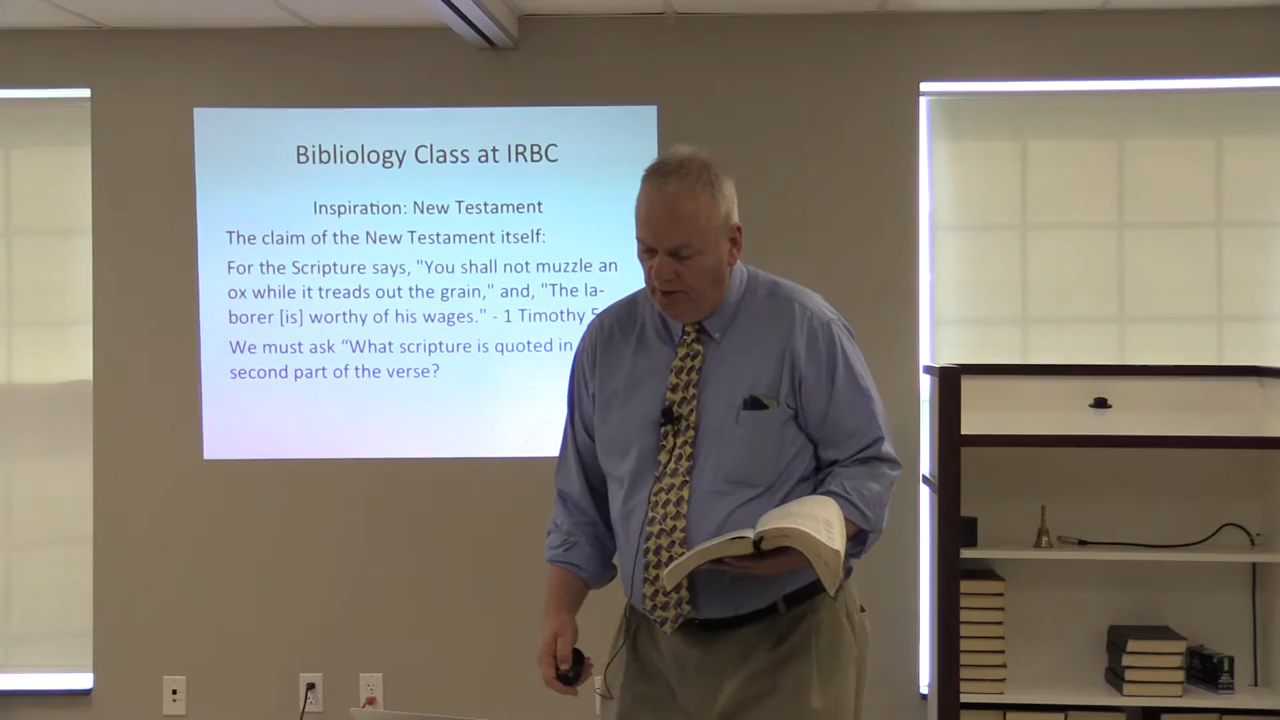 Bibliology Class at IRBC
Inspiration: New Testament
The claim of the New Testament itself:
For the Scripture says, "You shall not muzzle an
ox while it treads out the grain," and, "The la-
borer [is] worthy of his wages." - 1 Timothy 5
We must ask “What scripture is quoted in
second part of the verse?